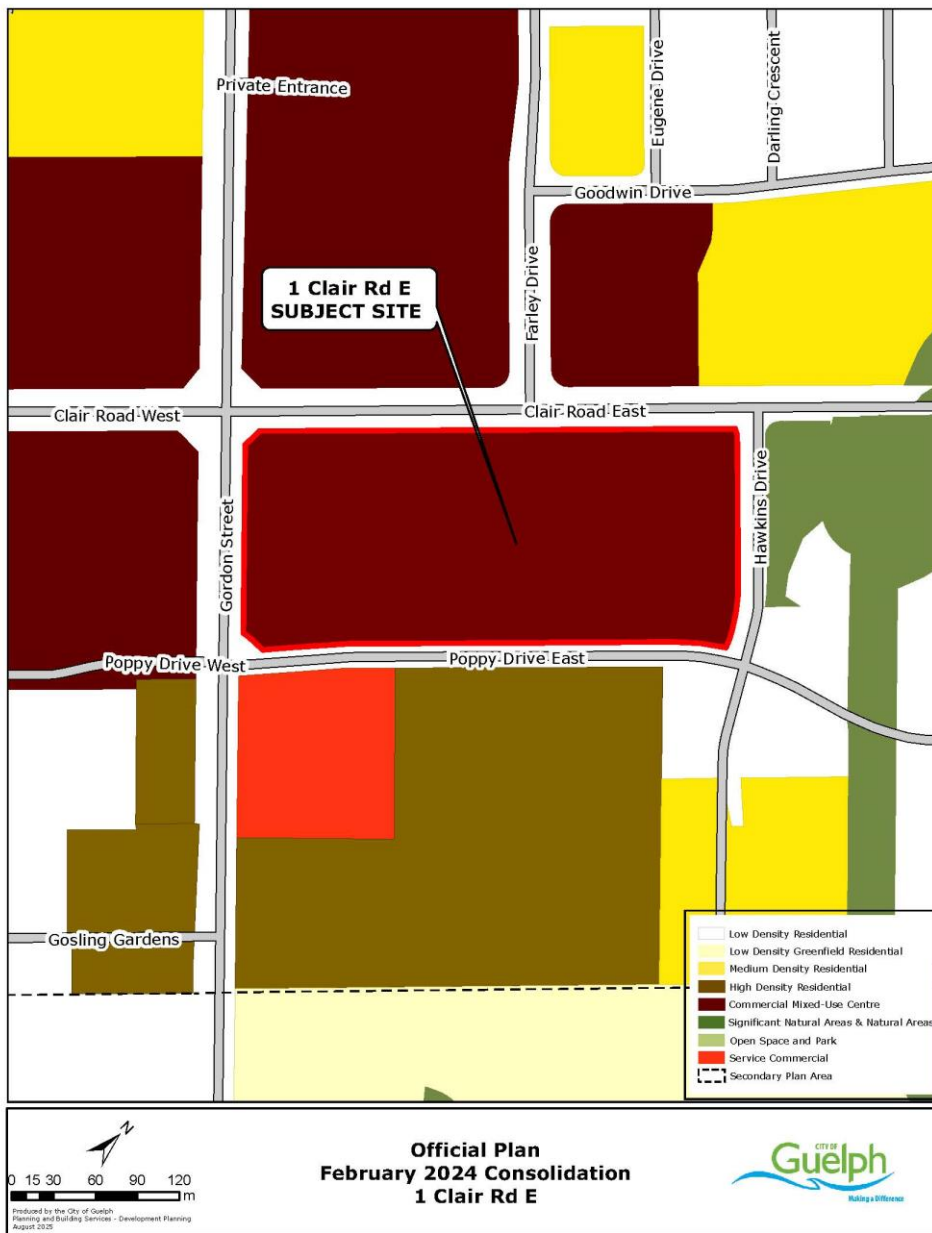 Private Entrance
Eugene Drive
Darling Crescent
Goodwin Drive
1 Clair Rd E
SUBJECT SITE
Farley Drive
Clair Road West
Clair Road East
Gordon Street
Hawkins Drive
Poppy Drive West
Poppy Drive East
Gosling Gardens
Low Density Residential
Low Density Greenfield Residential
Medium Density Residential
High Density Residential
Commercial Mixed-Use Centre
Significant Natural Areas & Natural Areas
Open Space and Park
Service Commercial
Secondary Plan Area
N
0 15 30 60 90 120
m
Produced by the City of Guelph
Planning and Building Services - Development Planning
August 2025
Official Plan
February 2024 Consolidation
1 Clair Rd E
CITY OF
Guelph
Making a Difference